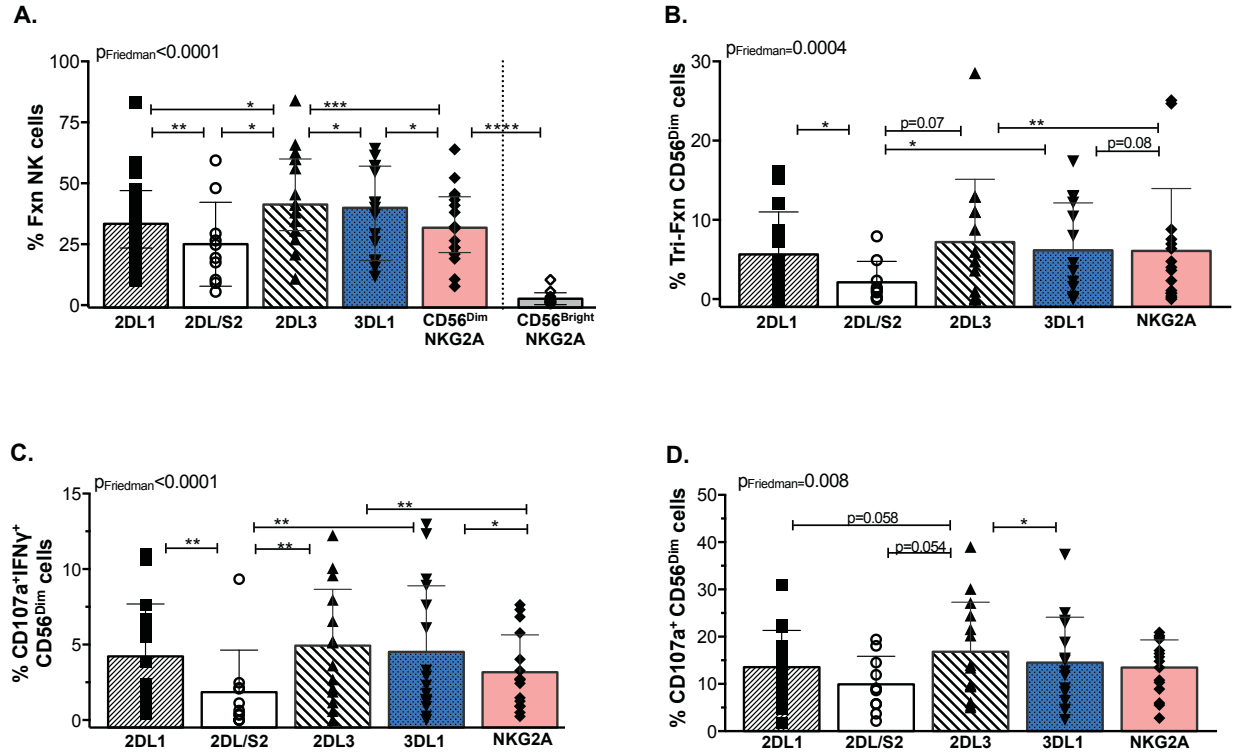 A.
pFriedman<0.0001
% Fxn NK cells
100
75
50
25
0
*
***
**
*
*
*
****
2DL1
2DL/S2
2DL3
3DL1
CD56Dim
NKG2A
CD56Bright
NKG2A
B.
pFriedman=0.0004
% Tri-Fxn CD56Dim cells
30
20
10
0
*
p=0.07
**
*
p=0.08
2DL1
2DL/S2
2DL3
3DL1
NKG2A
C.
pFriedman<0.0001
% CD107a+IFNγ+
CD56Dim cells
15
10
5
0
**
**
*
**
**
2DL1
2DL/S2
2DL3
3DL1
NKG2A
D.
pFriedman=0.008
% CD107a+ CD56Dim cells
50
40
30
20
10
0
p=0.058
*
p=0.054
2DL1
2DL/S2
2DL3
3DL1
NKG2A